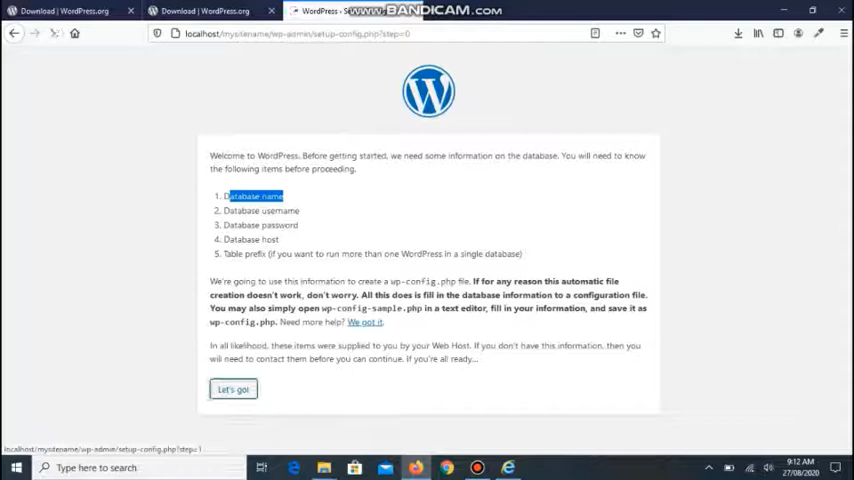 Download | WordPress.org
Download | WordPress.org
WordPress › S
www.BANDICAM.com
localhost/mysitename/wp-admin/setup-config.php?step=0
Welcome to WordPress. Before getting started, we need some information on the database. You will need to know
the following items before proceeding.
1. Database name
2. Database username
3. Database password
4. Database host
5. Table prefix (if you want to run more than one WordPress in a single database)
We're going to use this information to create a wp-config.php file. If for any reason this automatic file
creation doesn't work, don't worry. All this does is fill in the database information to a configuration file.
You may also simply open wp-config-sample.php in a text editor, fill in your information, and save it as
wp-config.php. Need more help? We got it.
In all likelihood, these items were supplied to you by your Web Host. If you don't have this information, then you
will need to contact them before you can continue. If you're all ready...
Let's go!
localhost/mysitename/wp-admin/setup-config.php?step=1
Type here to search
9:12 AM
27/08/2020